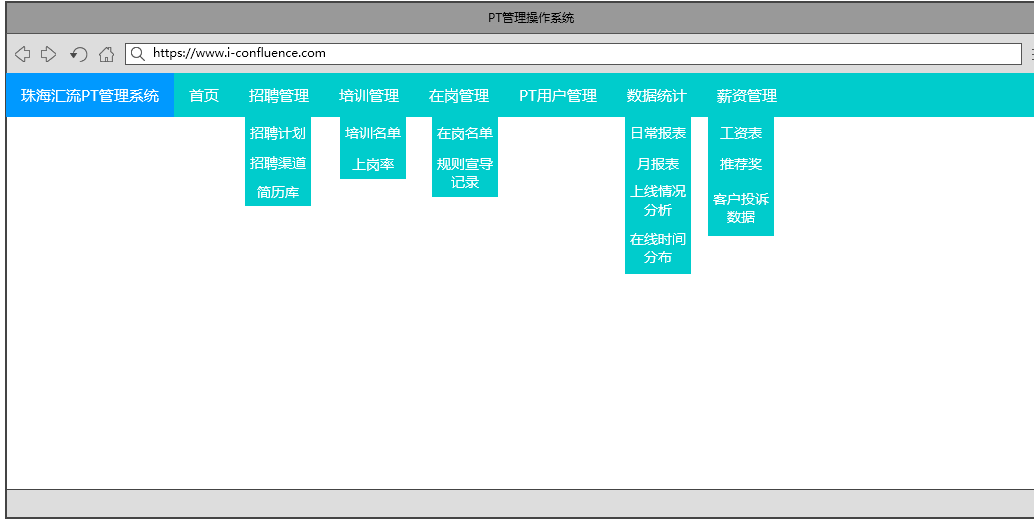 PT管理操作系统
https://www.i-confluence.com
珠海汇流PT管理系统 首页 招聘管理 培训管理 在岗管理 PT用户管理 数据统计 薪资管理
招聘计划
招聘渠道
简历库
培训名单
上岗率
在岗名单
规则宣导
记录
日常报表
月报表
上线情况
分析
在线时间
分布
工资表
推荐奖
客户投诉
数据